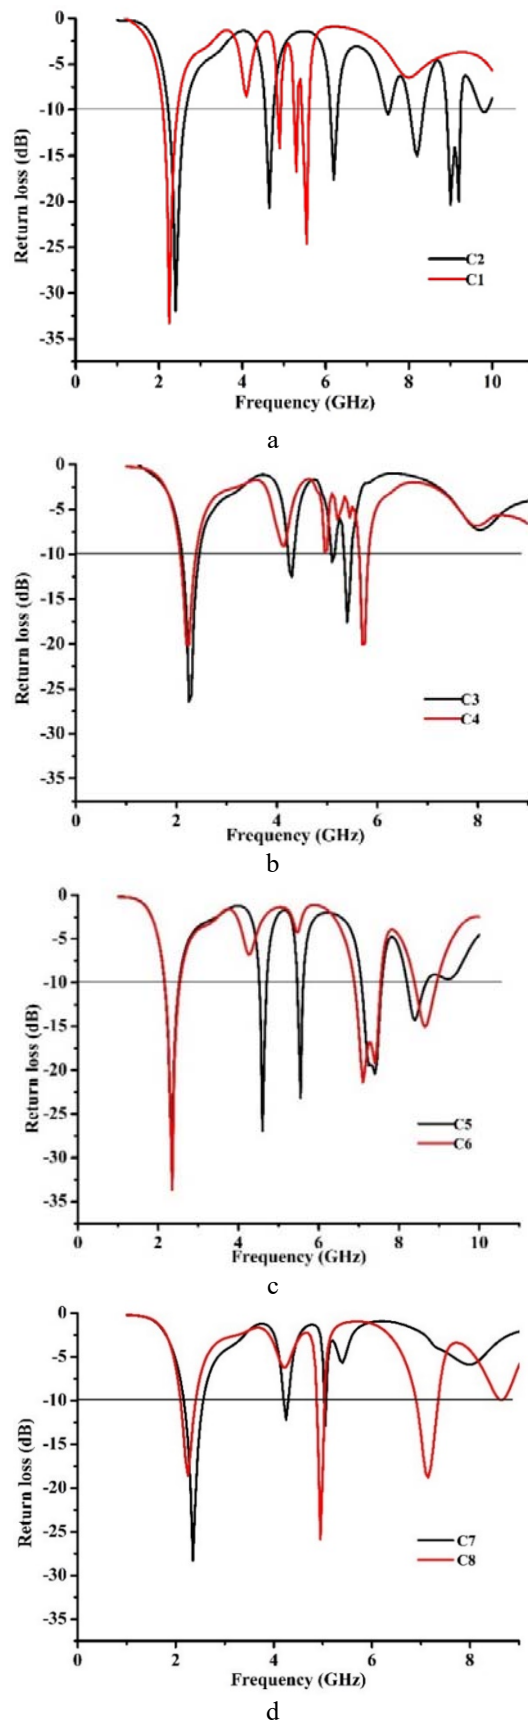 0
-5
-10
-15
-20
-25
-30
-35
Return loss (dB)
C2
C1
0 2 4 6 8 10
Frequency (GHz)
a
0
-5
-10
-15
-20
-25
-30
-35
Return loss (dB)
C3
C4
0 2 4 6 8
Frequency (GHz)
b
0
-5
-10
-15
-20
-25
-30
-35
Return loss (dB)
C5
C6
0 2 4 6 8 10
Frequency (GHz)
c
0
-5
-10
-15
-20
-25
-30
-35
Return loss (dB)
C7
C8
0 2 4 6 8
Frequency (GHz)
d